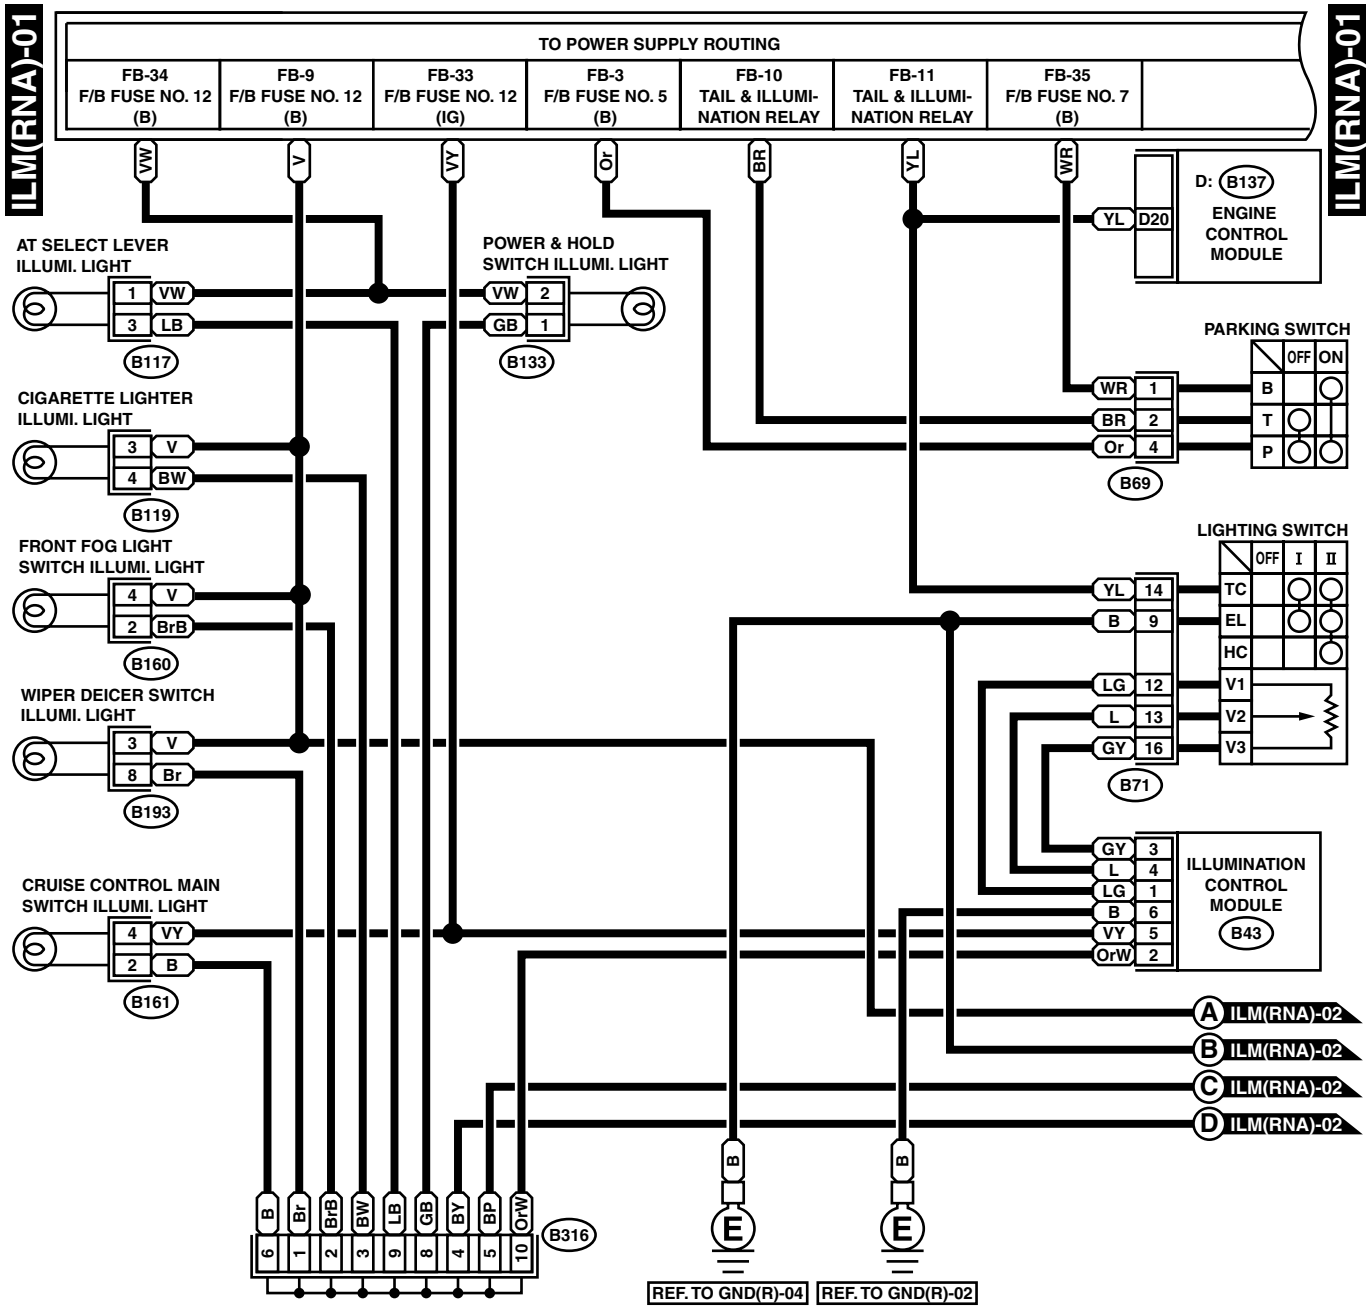 ILM(RNA)-01
ILM(RNA)-01
TO POWER SUPPLY ROUTING
FB-34
F/B FUSE NO. 12
(B)
FB-9
F/B FUSE NO. 12
(B)
FB-33
F/B FUSE NO. 12
(IG)
FB-3
F/B FUSE NO. 5
(B)
FB-10
TAIL & ILLUMI-
NATION RELAY
FB-11
TAIL & ILLUMI-
NATION RELAY
FB-35
F/B FUSE NO. 7
(B)
VW
V
VY
Or
BR
YL
WR
D: B137
ENGINE
CONTROL
MODULE
YL D20
AT SELECT LEVER
ILLUMI. LIGHT
1 VW
3 LB
B117
POWER & HOLD
SWITCH ILLUMI. LIGHT
VW 2
GB 1
B133
PARKING SWITCH
OFF ON
WR 1 B
BR 2 T
Or 4 P
B69
CIGARETTE LIGHTER
ILLUMI. LIGHT
3 V
4 BW
B119
FRONT FOG LIGHT
SWITCH ILLUMI. LIGHT
4 V
2 BrB
B160
LIGHTING SWITCH
OFF I II
YL 14 TC
B 9 EL
HC
LG 12 V1
L 13 V2
GY 16 V3
B71
WIPER DEICER SWITCH
ILLUMI. LIGHT
3 V
8 Br
B193
CRUISE CONTROL MAIN
SWITCH ILLUMI. LIGHT
4 VY
2 B
B161
GY 3
L 4
LG 1
B 6
VY 5
OrW 2
ILLUMINATION
CONTROL
MODULE
B43
A ILM(RNA)-02
B ILM(RNA)-02
C ILM(RNA)-02
D ILM(RNA)-02
B
B
B Br BrB BW LB GB BY BP OrW
B316
6 1 2 3 9 8 4 5 10
E
E
REF. TO GND(R)-04
REF. TO GND(R)-02